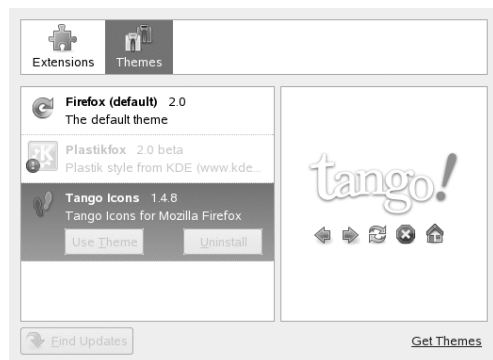 Extensions
Themes
Firefox (default) 2.0
The default theme
Plastikfox 2.0 beta
Plastik style from KDE (www.kde...
Tango Icons 1.4.8
Tango Icons for Mozilla Firefox
Use Theme
Uninstall
tango!
Find Updates
Get Themes